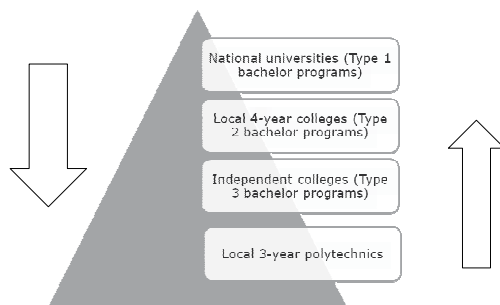 National universities (Type 1
bachelor programs)
Local 4-year colleges (Type
2 bachelor programs)
Independent colleges (Type
3 bachelor programs)
Local 3-year polytechnics